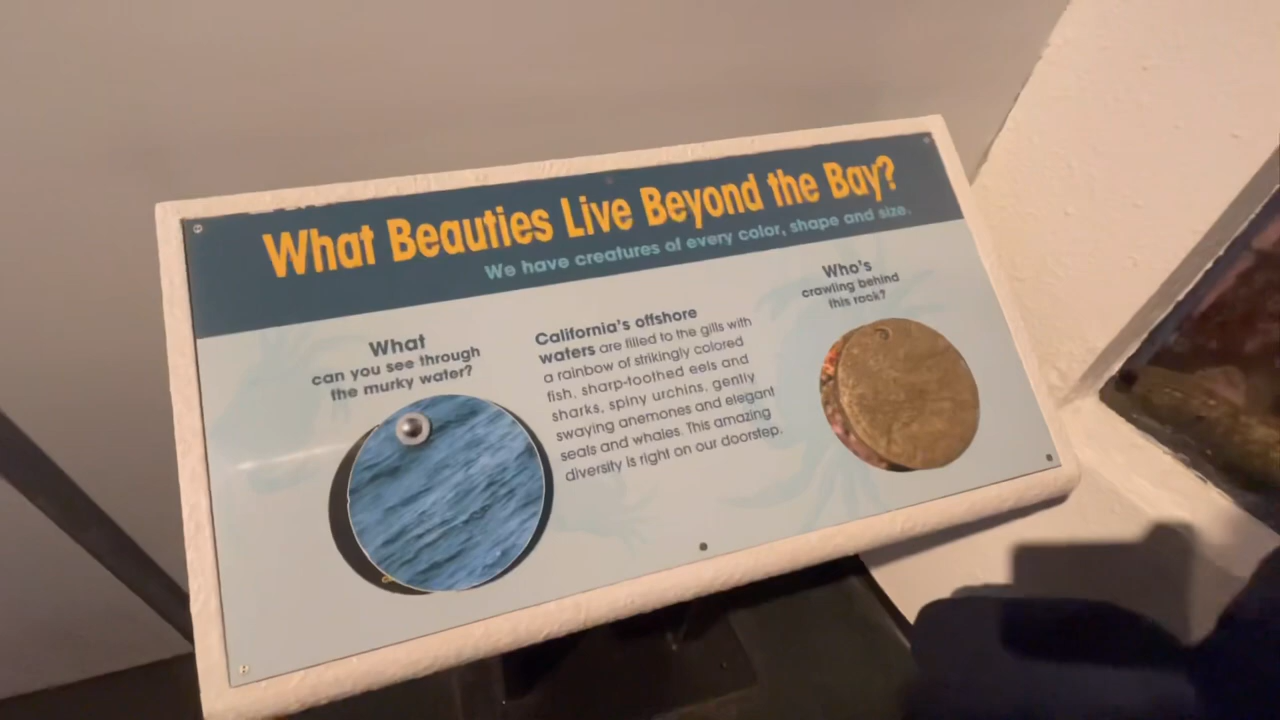 What Beauties Live Beyond the Bay?
We have creatures of every color, shape and size.
What
can you see through
the murky water?
California's offshore
waters are filled to the gills with
a rainbow of strikingly colored
fish, sharp-toothed eels and
sharks, spiny urchins, gently
swaying anemones and elegant
seals and whales. This amazing
diversity is right on our doorstep.
Who's
crawling behind
this rock?